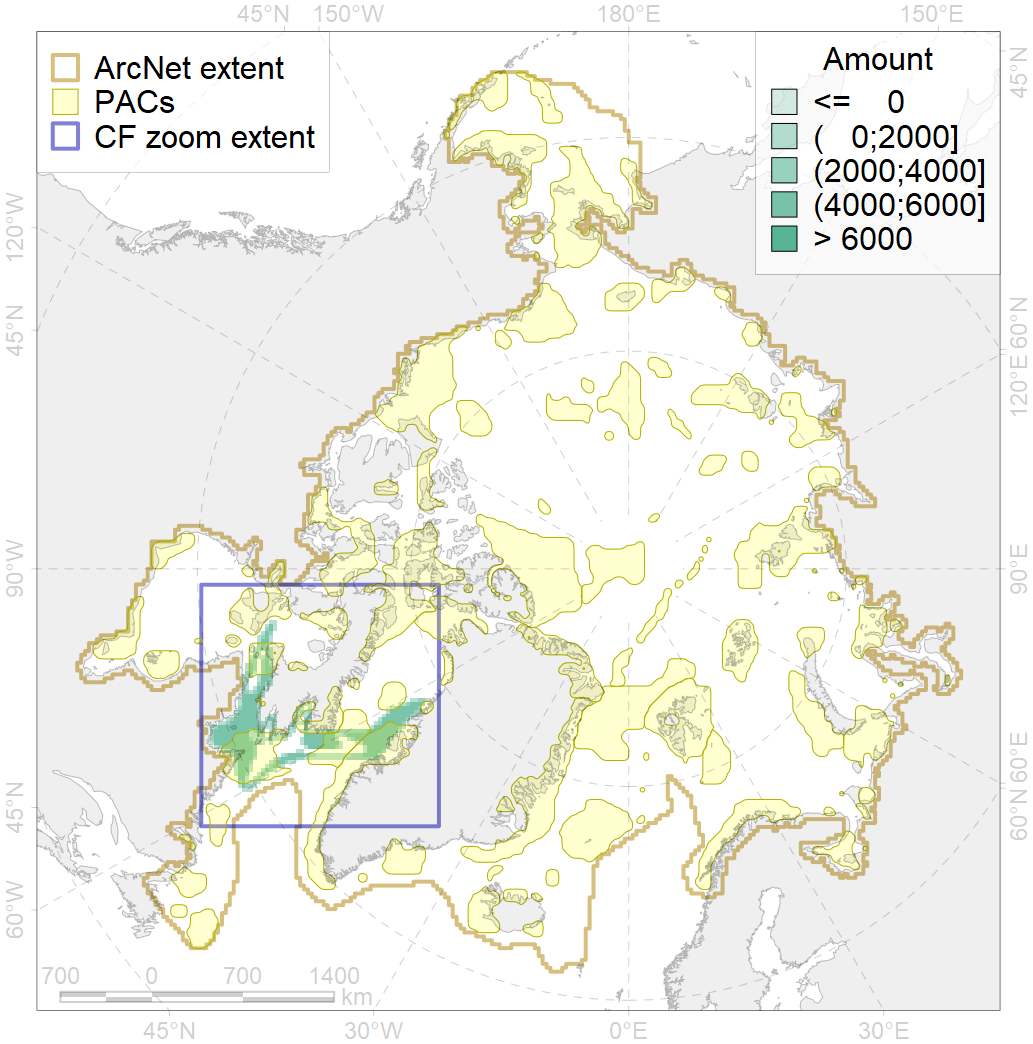 45°N 150°W 180°E 150°E
ArcNet extent
PACs
CF zoom extent
Amount
<= 0
( 0;2000]
(2000;4000]
(4000;6000]
> 6000
45°N
120°W
45°N
90°W
45°N
60°W
60°N
120°E
90°E
60°N
60°E
700 0 700 1400
km
45°N 30°W 0°E 30°E